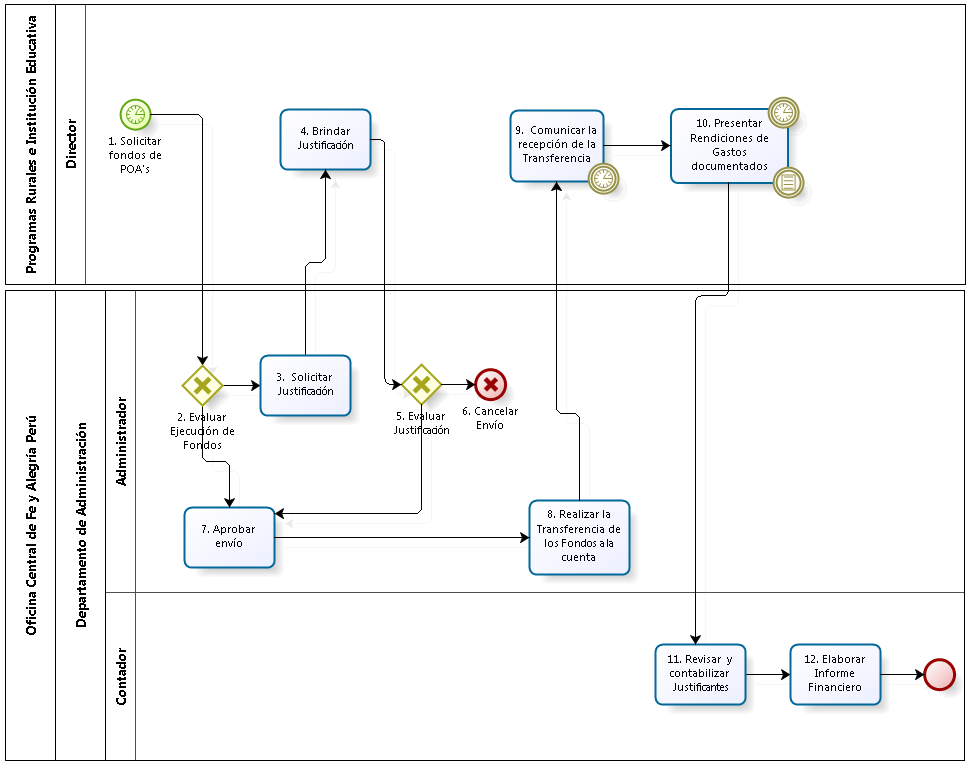 Programas Rurales e Institución Educativa
Director
1. Solicitar
fondos de
POA's
4. Brindar
Justificación
9. Comunicar la
recepción de la
Transferencia
10. Presentar
Rendiciones de
Gastos
documentados
Oficina Central de Fe y Alegría Perú
Departamento de Administración
Administrador
2. Evaluar
Ejecución de
Fondos
3. Solicitar
Justificación
5. Evaluar
Justificación
6. Cancelar
Envío
7. Aprobar
envío
8. Realizar la
Transferencia de
los Fondos a la
cuenta
Contador
11. Revisar y
contabilizar
Justificantes
12. Elaborar
Informe
Financiero